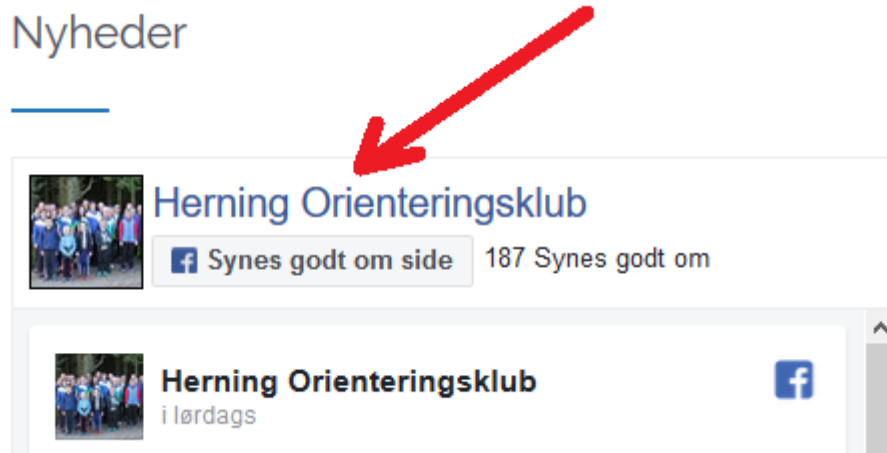 Nyheder
Herning Orienteringsklub
Synes godt om side 187 Synes godt om
Herning Orienteringsklub
i lørdags